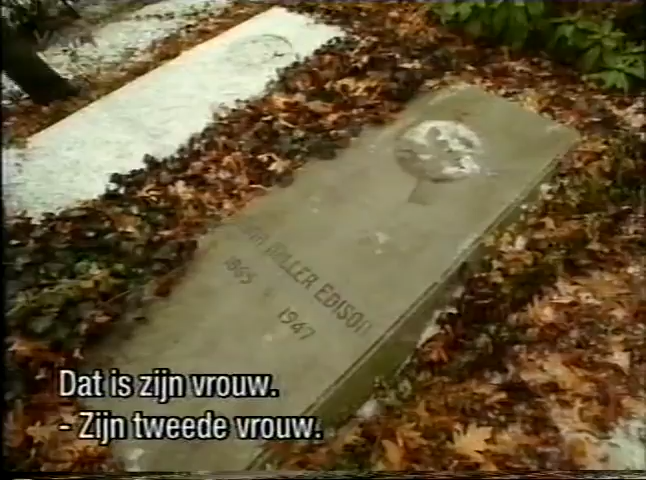 MILLER EDISON
1865 1947
Dat is zijn vrouw.
- Zijn tweede vrouw.